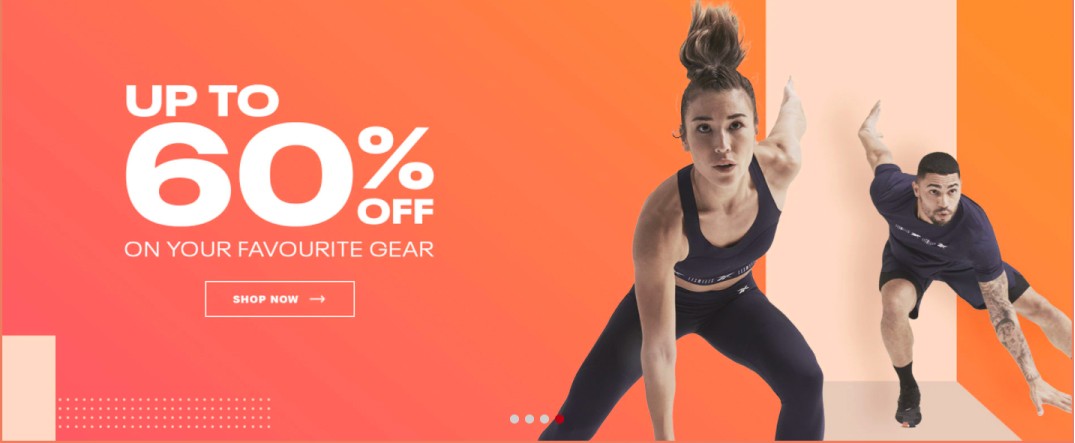 UP TO
60%
OFF
ON YOUR FAVOURITE GEAR
SHOP NOW →